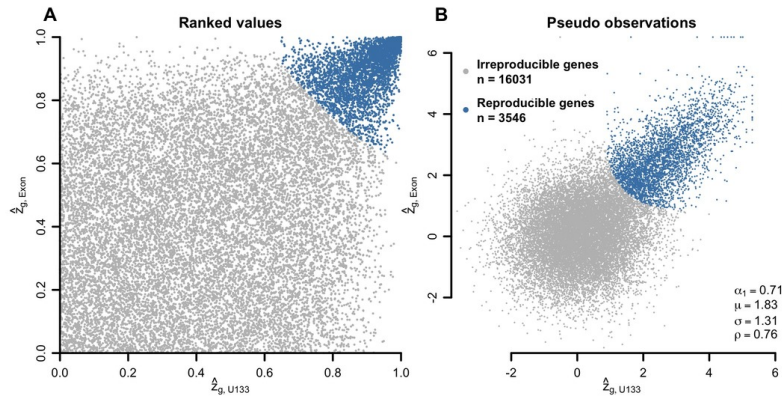 A
Ranked values
1.0
0.8
0.6
0.4
0.2
0.0
Ẑg, Exon
0.0 0.2 0.4 0.6 0.8 1.0
Ẑg, U133
B
Pseudo observations
6
4
2
0
-2
Ẑg, Exon
Irreproducible genes
n = 16031
Reproducible genes
n = 3546
α1 = 0.71
μ = 1.83
σ = 1.31
ρ = 0.76
-2 0 2 4 6
Ẑg, U133